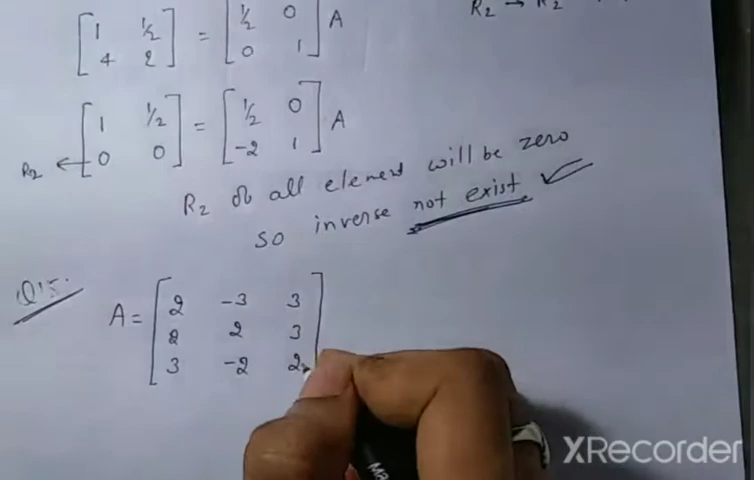 [1 1/2] = [1/2 0] A
[4 2] [0 1]
R2 → R2
[1 1/2] = [1/2 0] A
R2 ← [0 0] [-2 1]
R2 of all element will be zero
so inverse not exist
Q15.
A = [2 -3 3]
[2 2 3]
[3 -2 2]
Ma
XRecorder